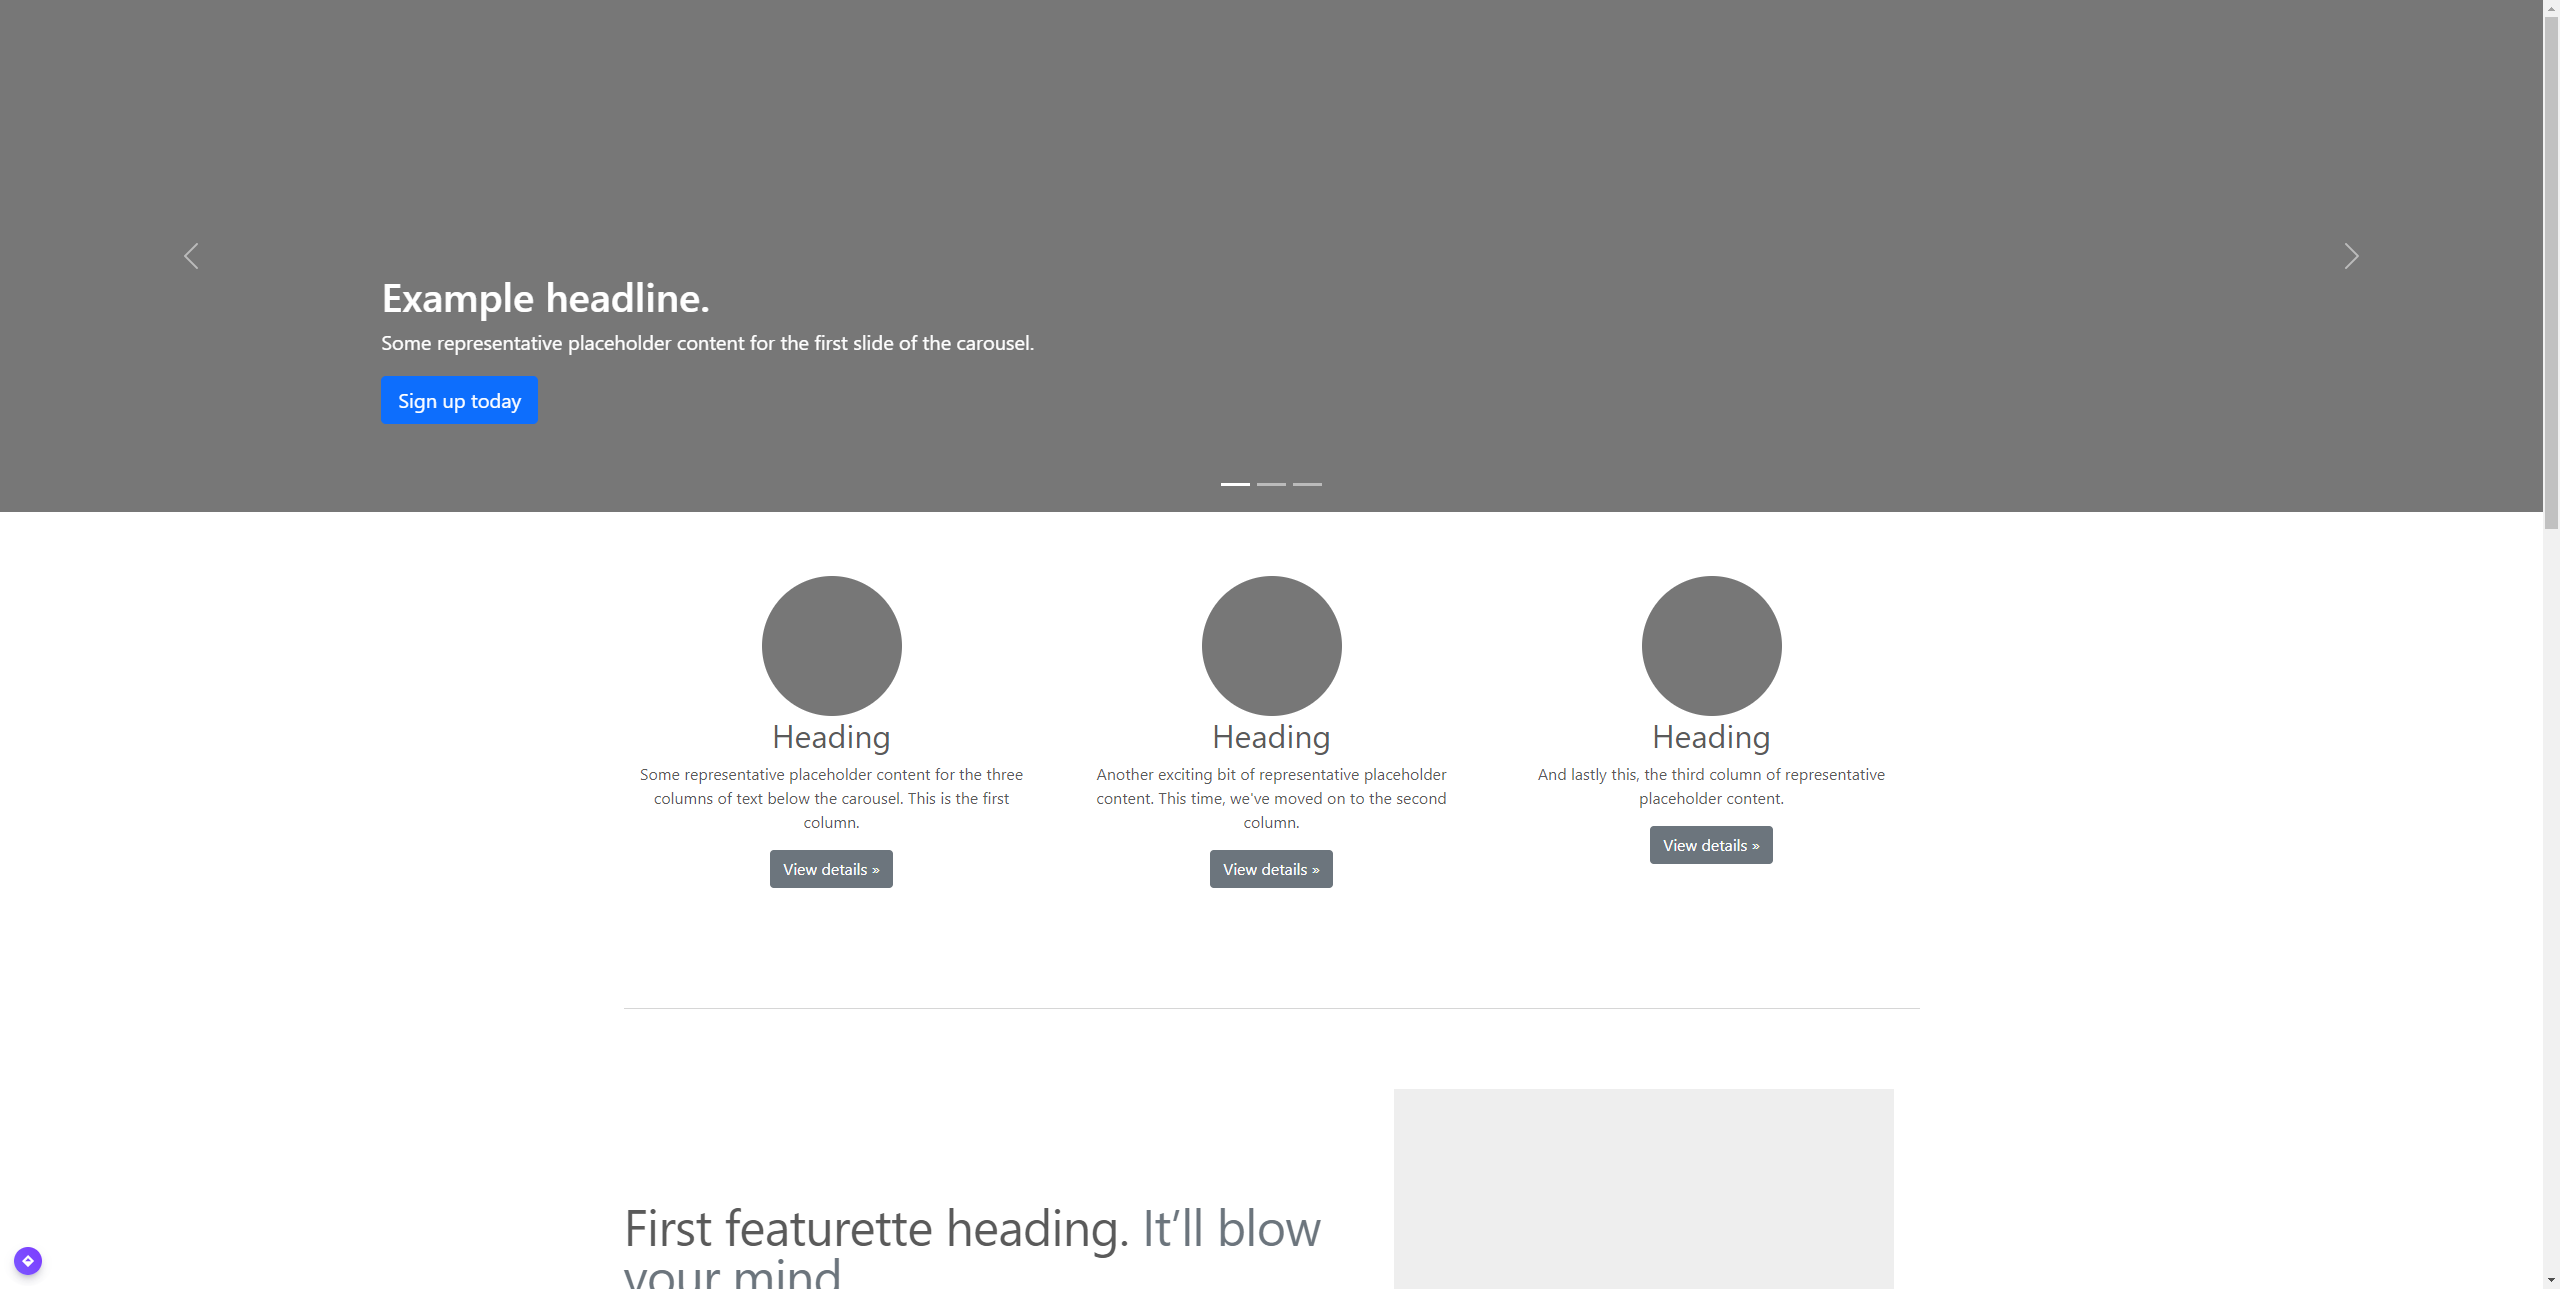 Example headline.
Some representative placeholder content for the first slide of the carousel.
Sign up today
Heading
Some representative placeholder content for the three
columns of text below the carousel. This is the first
column.
View details »
Heading
Another exciting bit of representative placeholder
content. This time, we've moved on to the second
column.
View details »
Heading
And lastly this, the third column of representative
placeholder content.
View details »
First featurette heading. It’ll blow
your mind